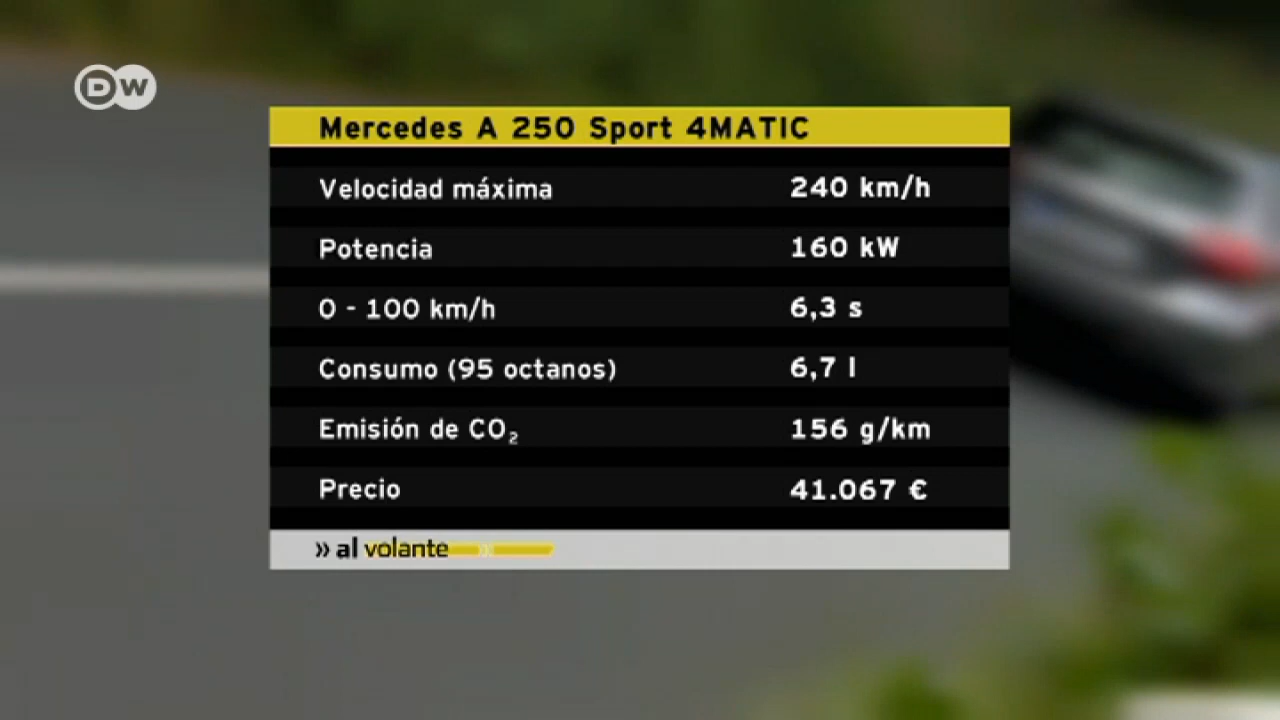 DW
Mercedes A 250 Sport 4MATIC
Velocidad máxima 240 km/h
Potencia 160 kW
0 - 100 km/h 6,3 s
Consumo (95 octanos) 6,7 l
Emisión de CO₂ 156 g/km
Precio 41.067 €
» al volante